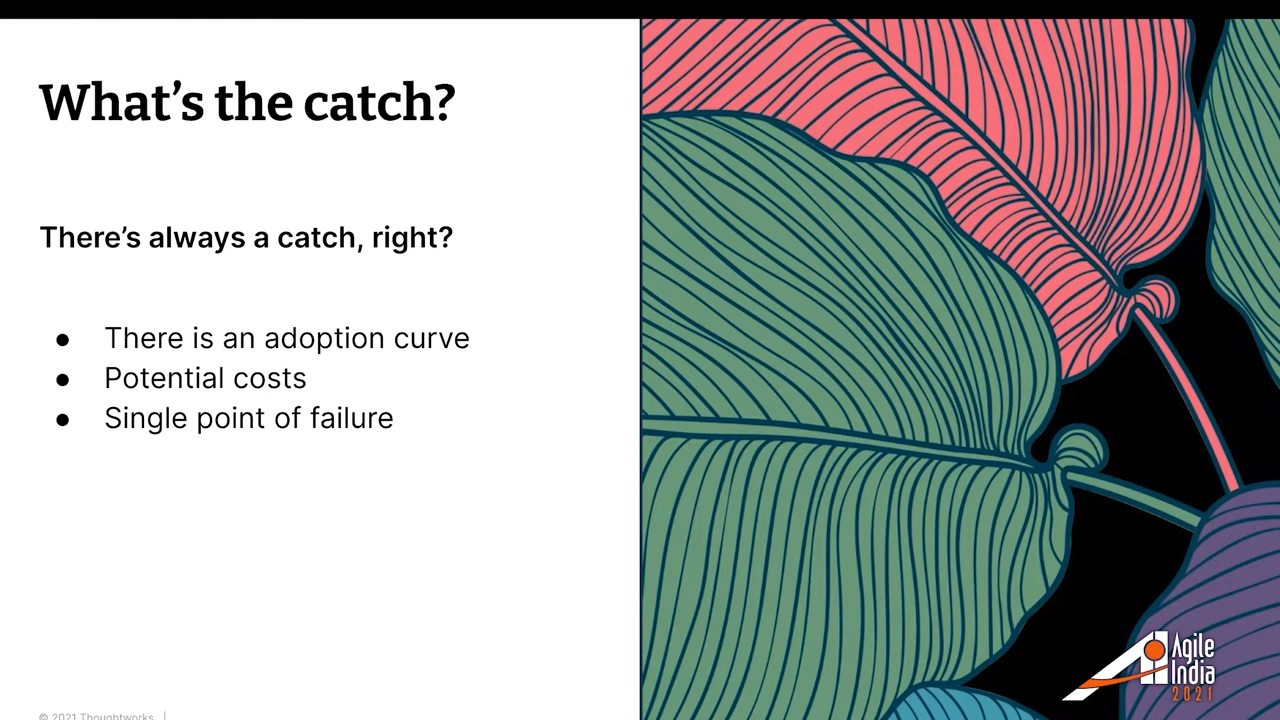 What’s the catch?
There’s always a catch, right?
● There is an adoption curve
● Potential costs
● Single point of failure
© 2021 Thoughtworks |
Agile
India
2021